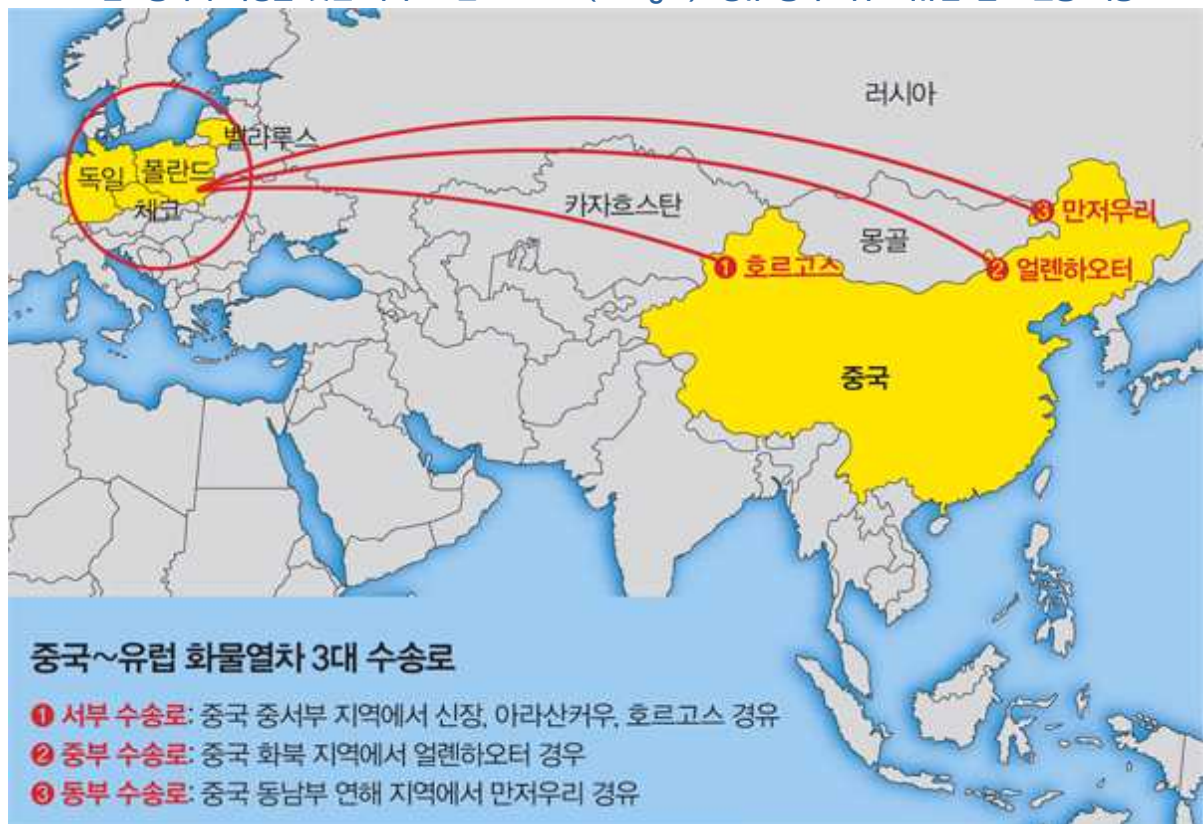 러시아
벨라루스
독일
폴란드
체코
카자흐스탄
몽골
❸ 만저우리
❶ 호르고스
❷ 얼렌하오터
중국
중국~유럽 화물열차 3대 수송로
❶ 서부 수송로: 중국 중서부 지역에서 신장, 아라산커우, 호르고스 경유
❷ 중부 수송로: 중국 화북 지역에서 얼롄하오터 경우
❸ 동부 수송로: 중국 동남부 연해 지역에서 만저우리 경유